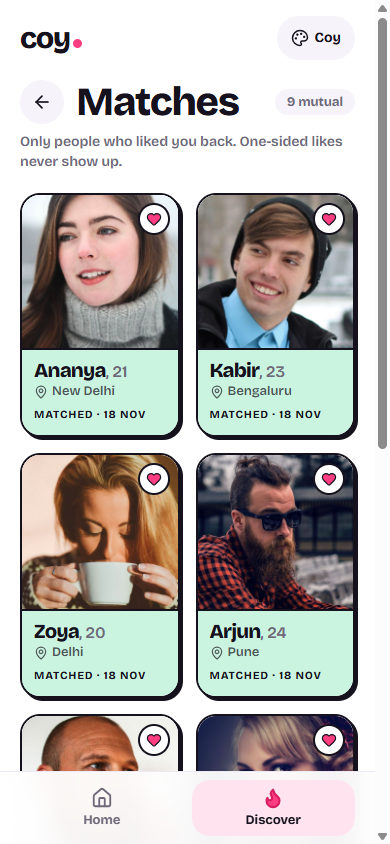 coy.
Coy
Matches
9 mutual
Only people who liked you back. One-sided likes
never show up.
Ananya, 21
New Delhi
MATCHED · 18 NOV
Kabir, 23
Bengaluru
MATCHED · 18 NOV
Zoya, 20
Delhi
MATCHED · 18 NOV
Arjun, 24
Pune
MATCHED · 18 NOV
Home
Discover